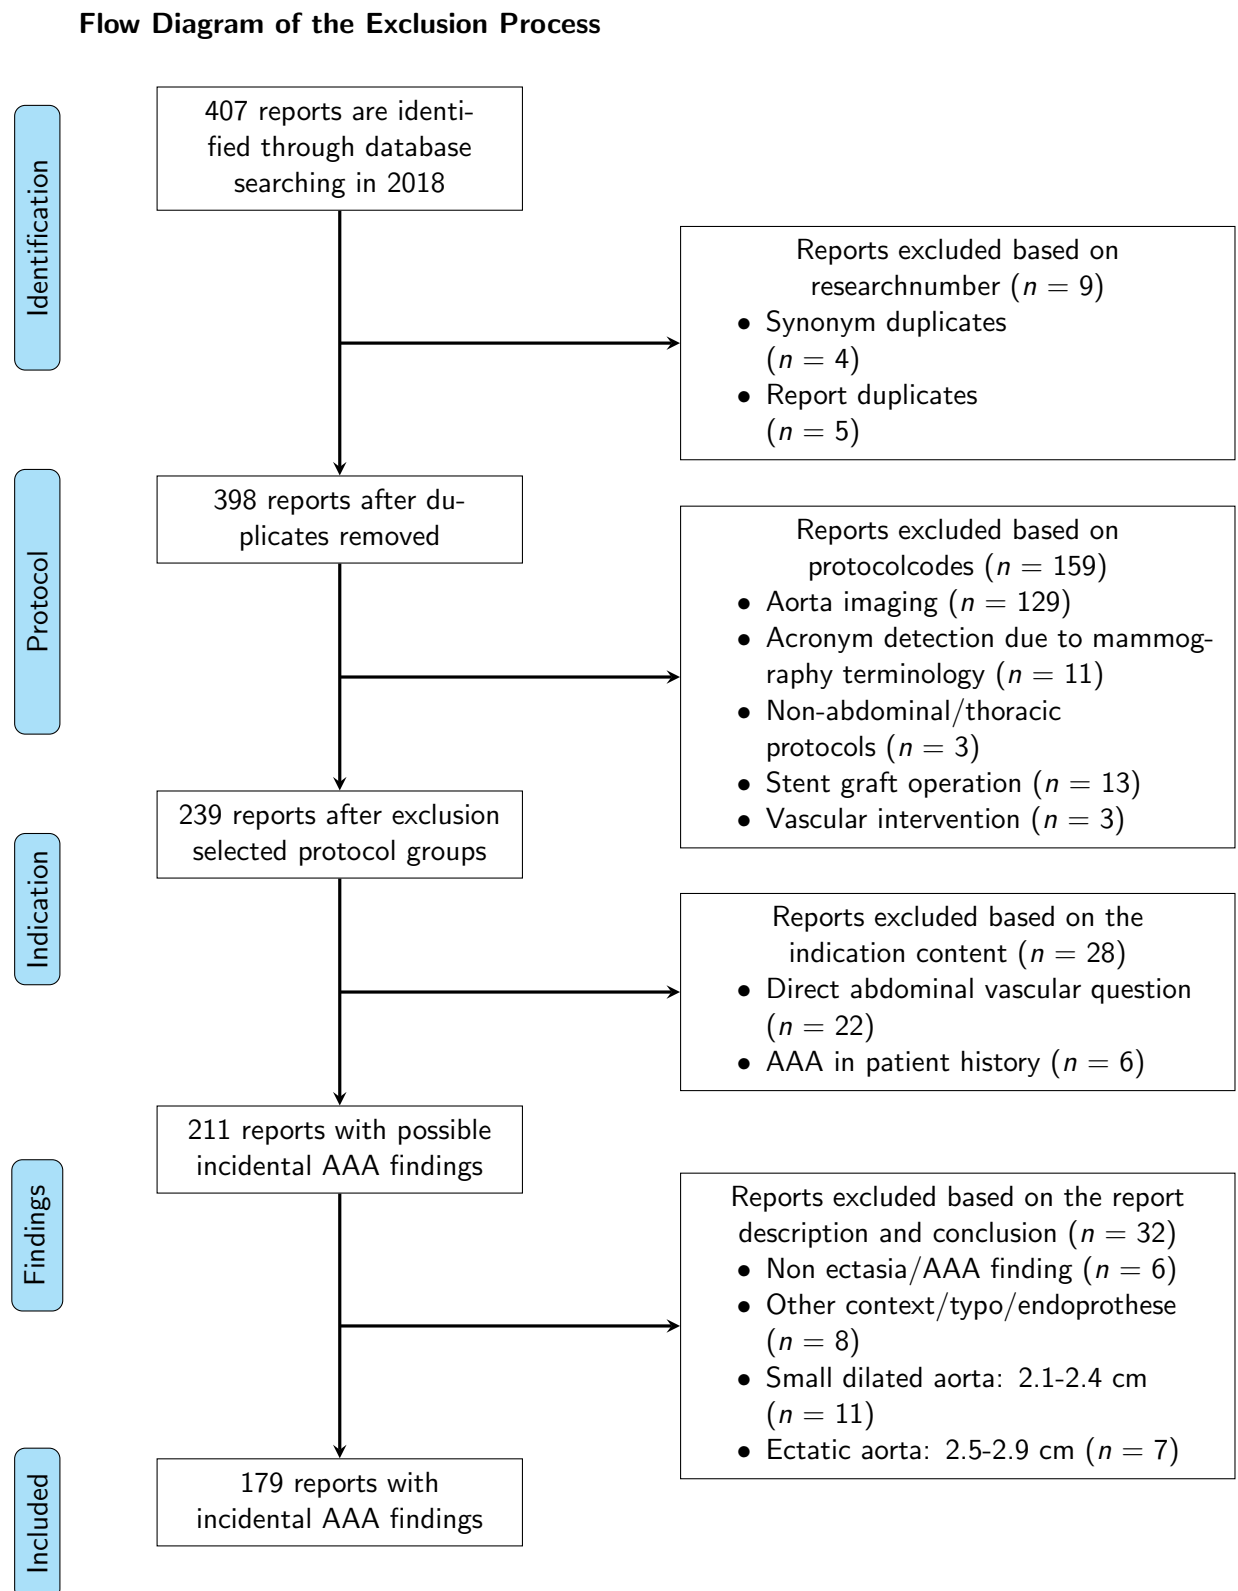 Flow Diagram of the Exclusion Process
Identification
407 reports are identi-
fied through database
searching in 2018
Reports excluded based on
researchnumber (n = 9)
• Synonym duplicates
(n = 4)
• Report duplicates
(n = 5)
Protocol
398 reports after du-
plicates removed
Reports excluded based on
protocolcodes (n = 159)
• Aorta imaging (n = 129)
• Acronym detection due to mammog-
raphy terminology (n = 11)
• Non-abdominal/thoracic
protocols (n = 3)
• Stent graft operation (n = 13)
• Vascular intervention (n = 3)
Indication
239 reports after exclusion
selected protocol groups
Reports excluded based on the
indication content (n = 28)
• Direct abdominal vascular question
(n = 22)
• AAA in patient history (n = 6)
Findings
211 reports with possible
incidental AAA findings
Reports excluded based on the report
description and conclusion (n = 32)
• Non ectasia/AAA finding (n = 6)
• Other context/typo/endoprothese
(n = 8)
• Small dilated aorta: 2.1-2.4 cm
(n = 11)
• Ectatic aorta: 2.5-2.9 cm (n = 7)
Included
179 reports with
incidental AAA findings